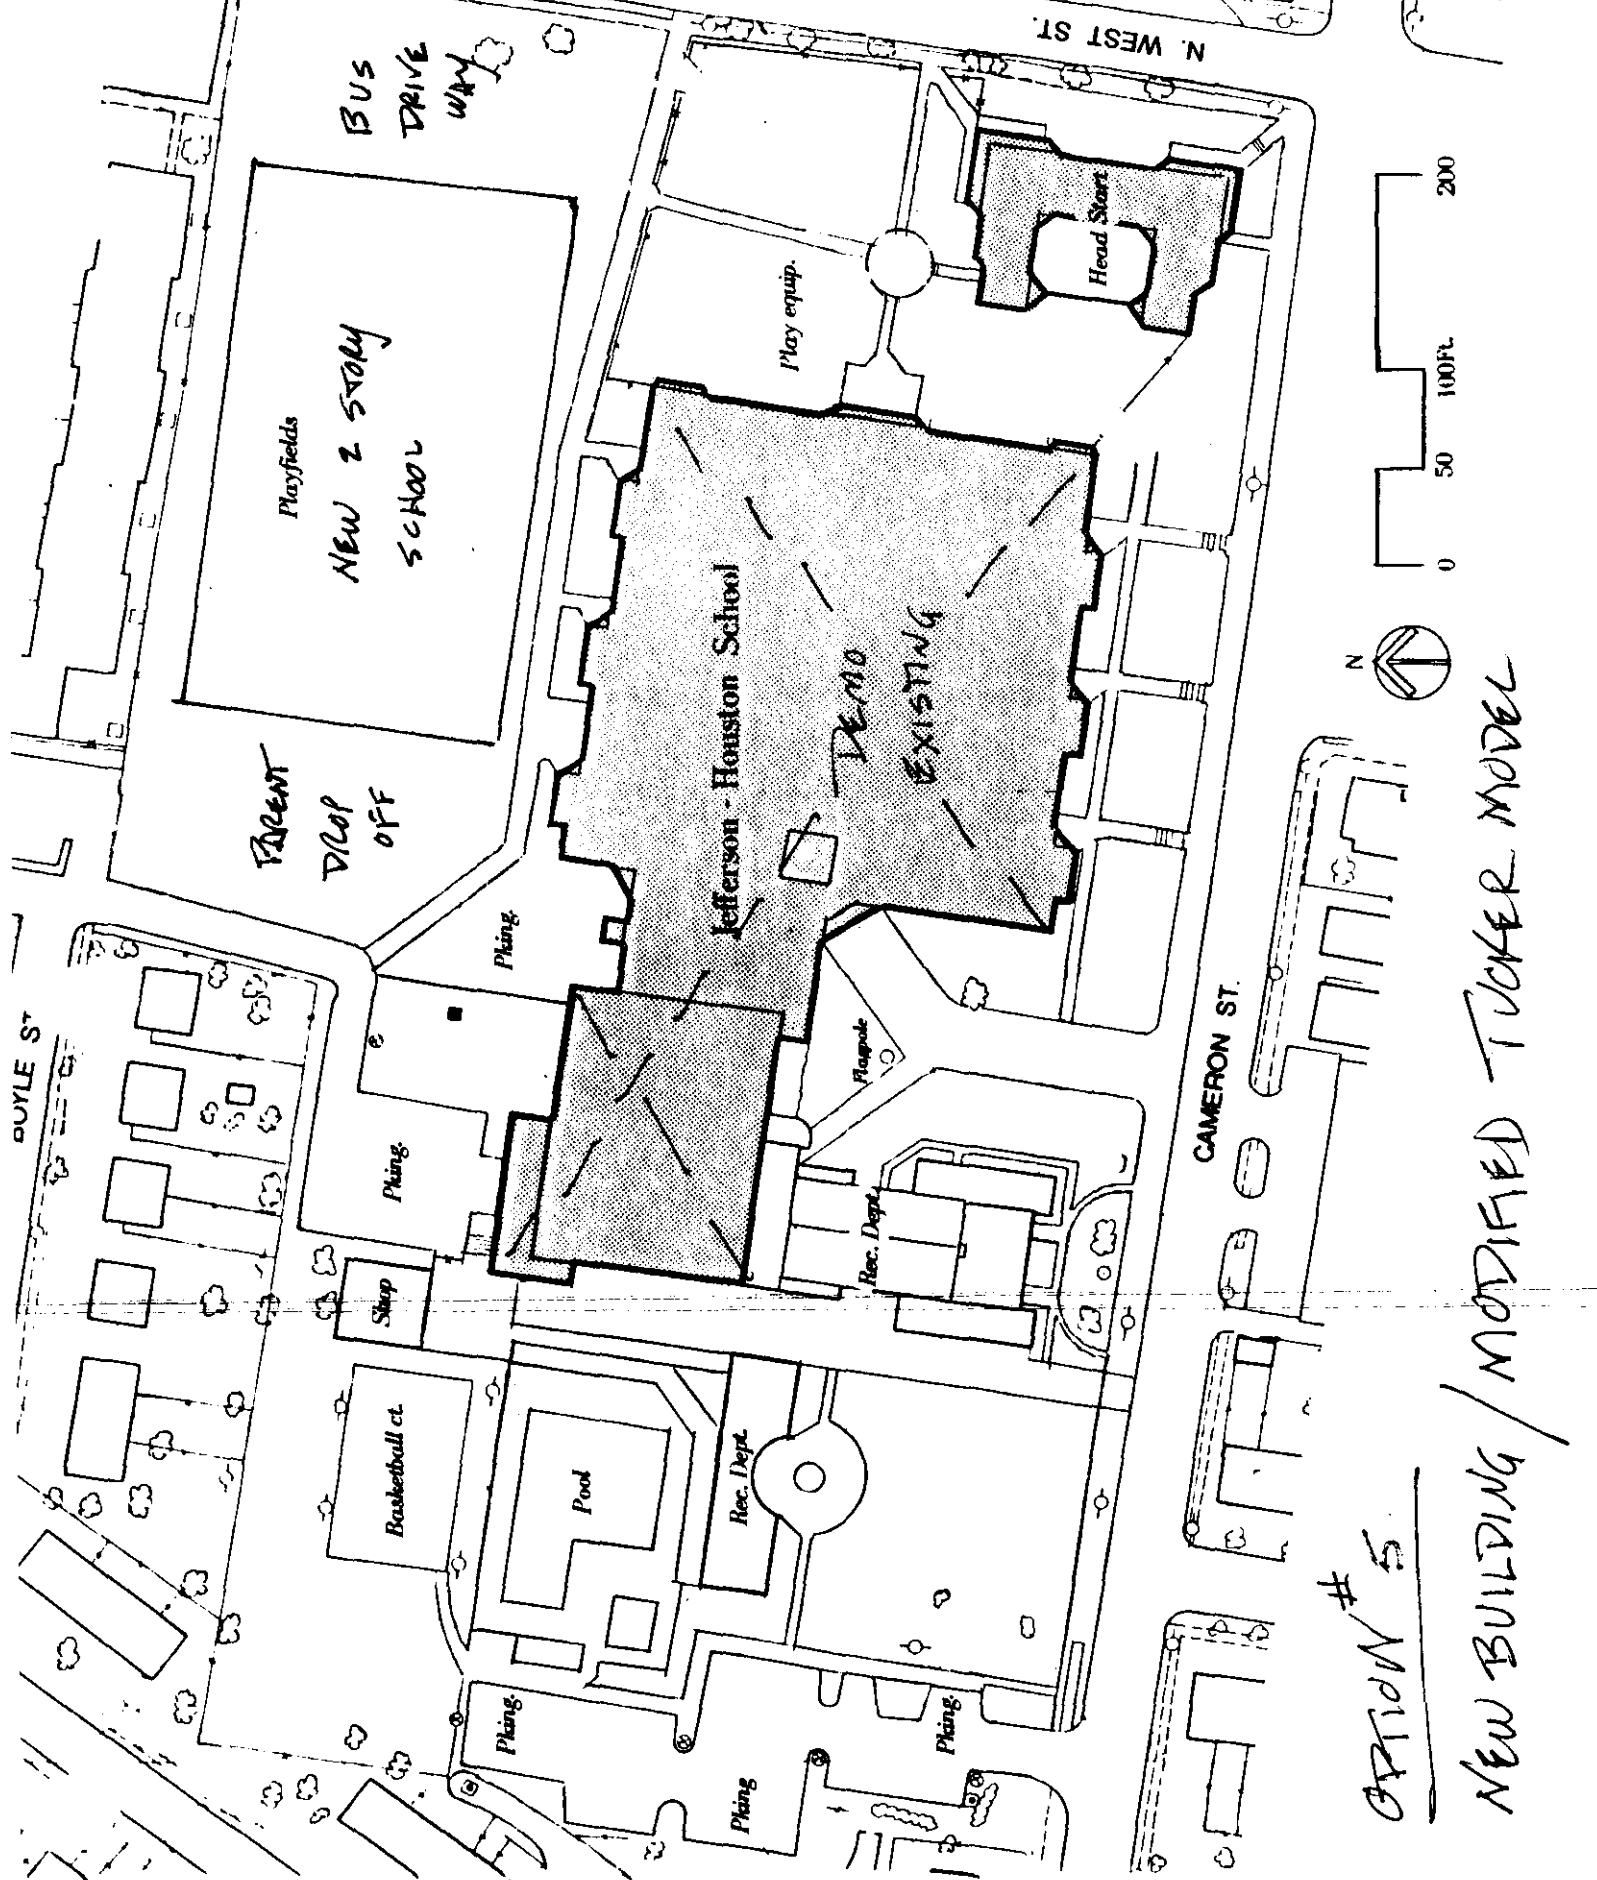 N. WEST ST.
BUS
DRIVE
WAY
Playfields
NEW 2 STORY
SCHOOL
PARENT
DROP
OFF
Play equip.
Head Start
Jefferson - Houston School
DEMO
EXISTING
Pking.
Pking.
Flagpole
Rec. Dept.
Shop
Basketball ct.
Pool
Rec. Dept.
Pking.
Pking.
Pking
CAMERON ST.
0 50 100Ft. 200
N
OPTION # 5
NEW BUILDING / MODIFIED TUCKER MODEL